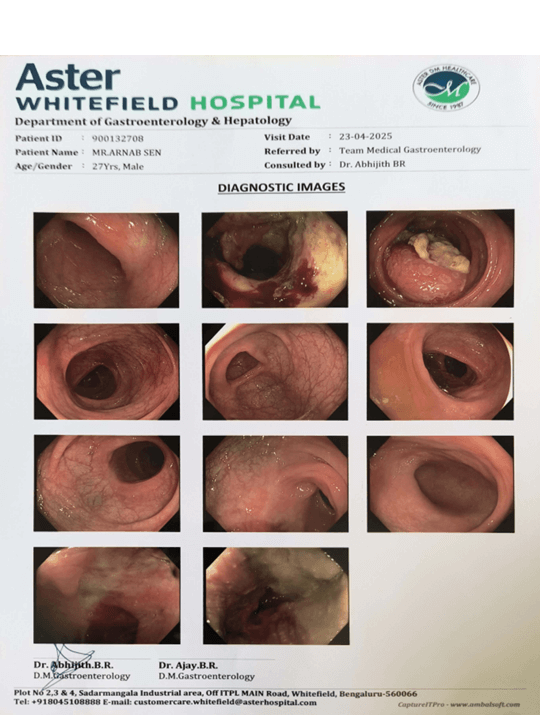 Aster
WHITEFIELD HOSPITAL
Department of Gastroenterology & Hepatology
ASTER DM HEALTHCARE
SINCE 1987
Patient ID : 900132708
Patient Name : MR.ARNAB SEN
Age/Gender : 27Yrs, Male
Visit Date : 23-04-2025
Referred by : Team Medical Gastroenterology
Consulted by : Dr. Abhijith BR
DIAGNOSTIC IMAGES
Dr. Abhijith.B.R.
D.M.Gastroenterology
Dr. Ajay.B.R.
D.M.Gastroenterology
Plot No 2,3 & 4, Sadarmangala Industrial area, Off ITPL MAIN Road, Whitefield, Bengaluru-560066
Tel: +918045108888 E-mail: customercare.whitefield@asterhospital.com
CaptureITPro - www.ambalsoft.com